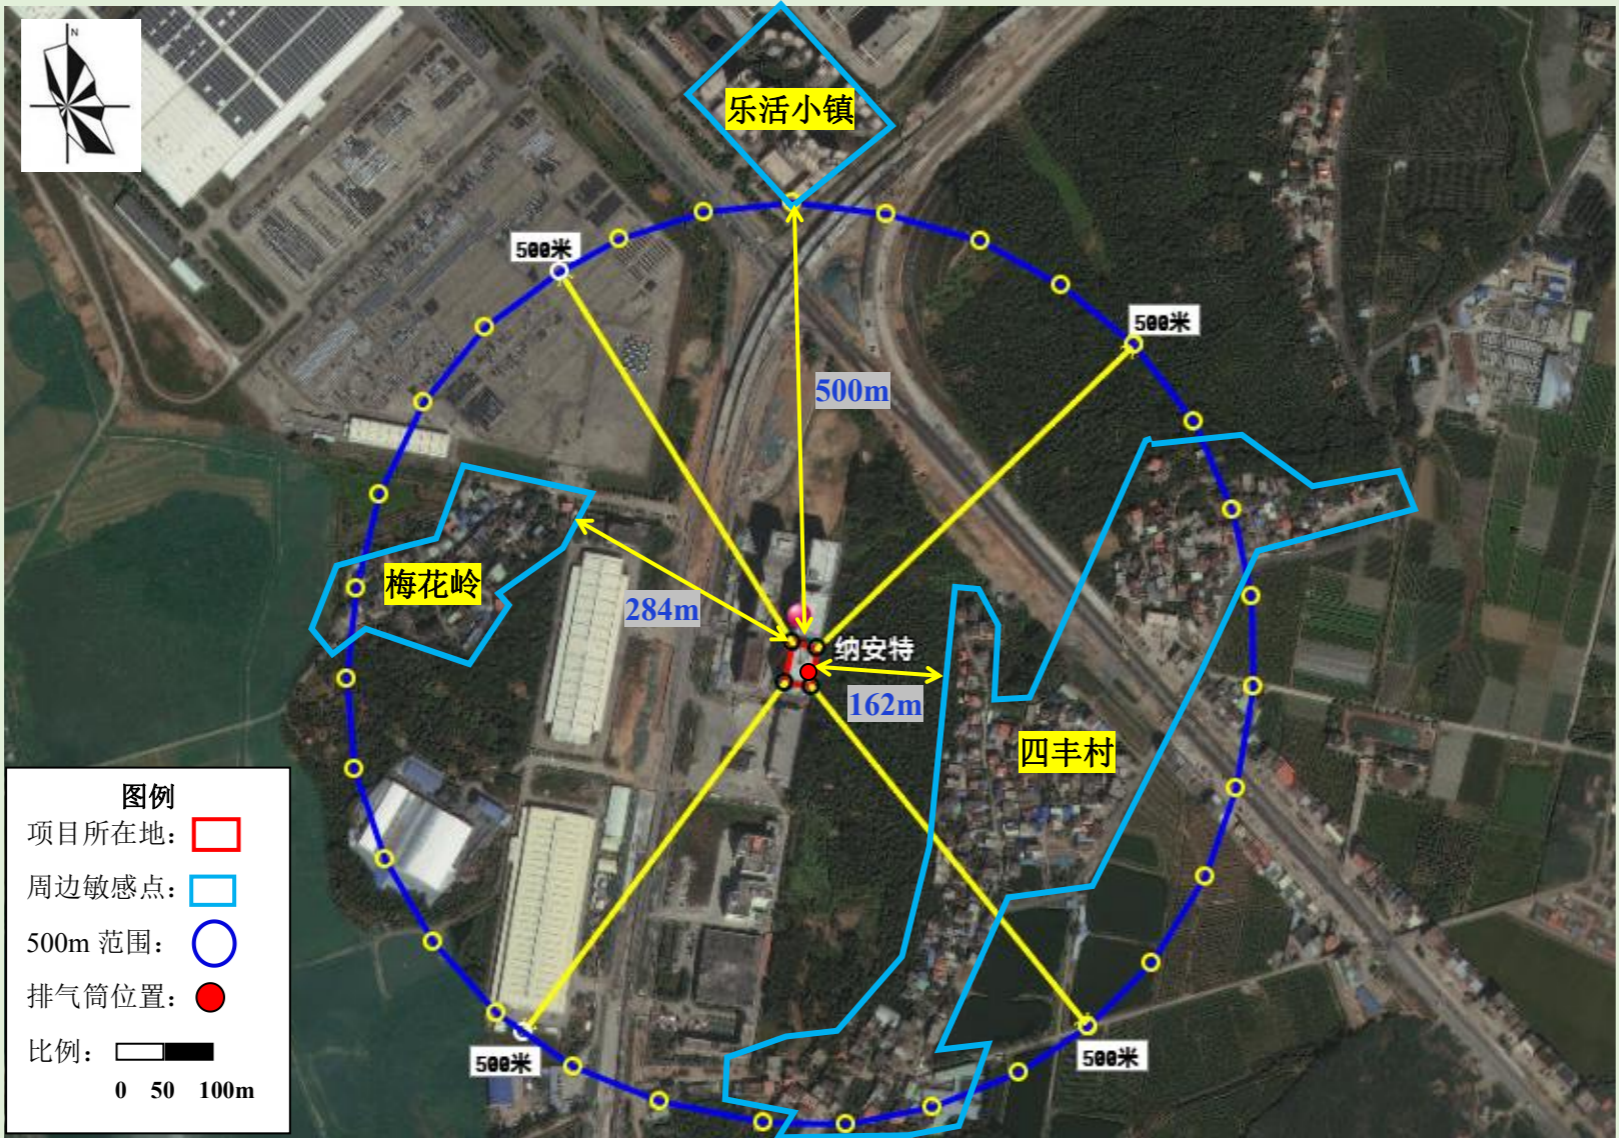 N
乐活小镇
500米
500米
500m
梅花岭
284m
纳安特
162m
四丰村
图例
项目所在地：
周边敏感点：
500m 范围：
排气筒位置：
比例：
0 50 100m
500米
500米